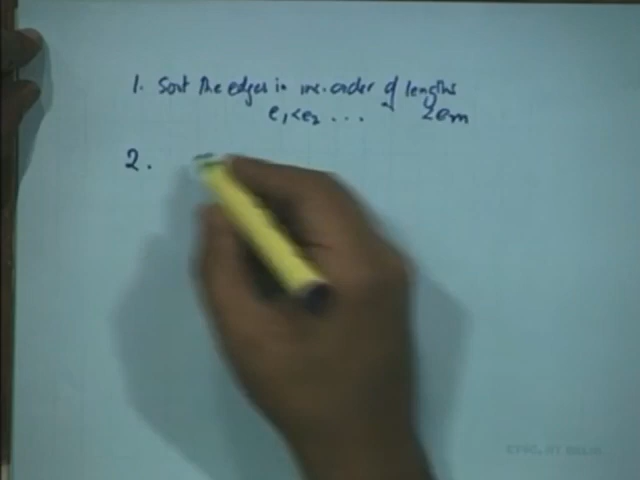 1. Sort the edges in inc. order of lengths
e1<e2 ... <em
2.